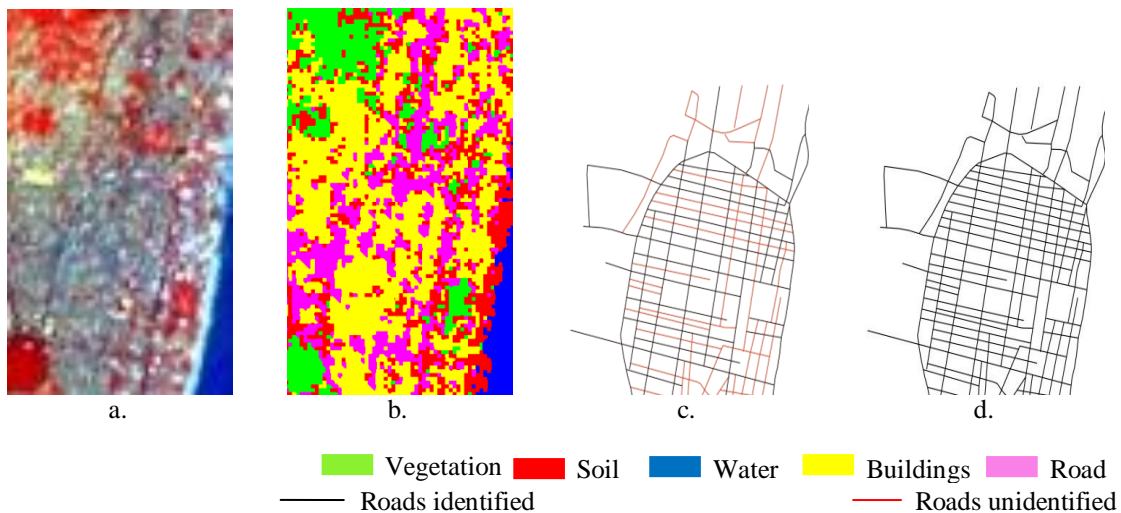 a. b. c. d.
Vegetation Soil Water Buildings Road
Roads identified Roads unidentified